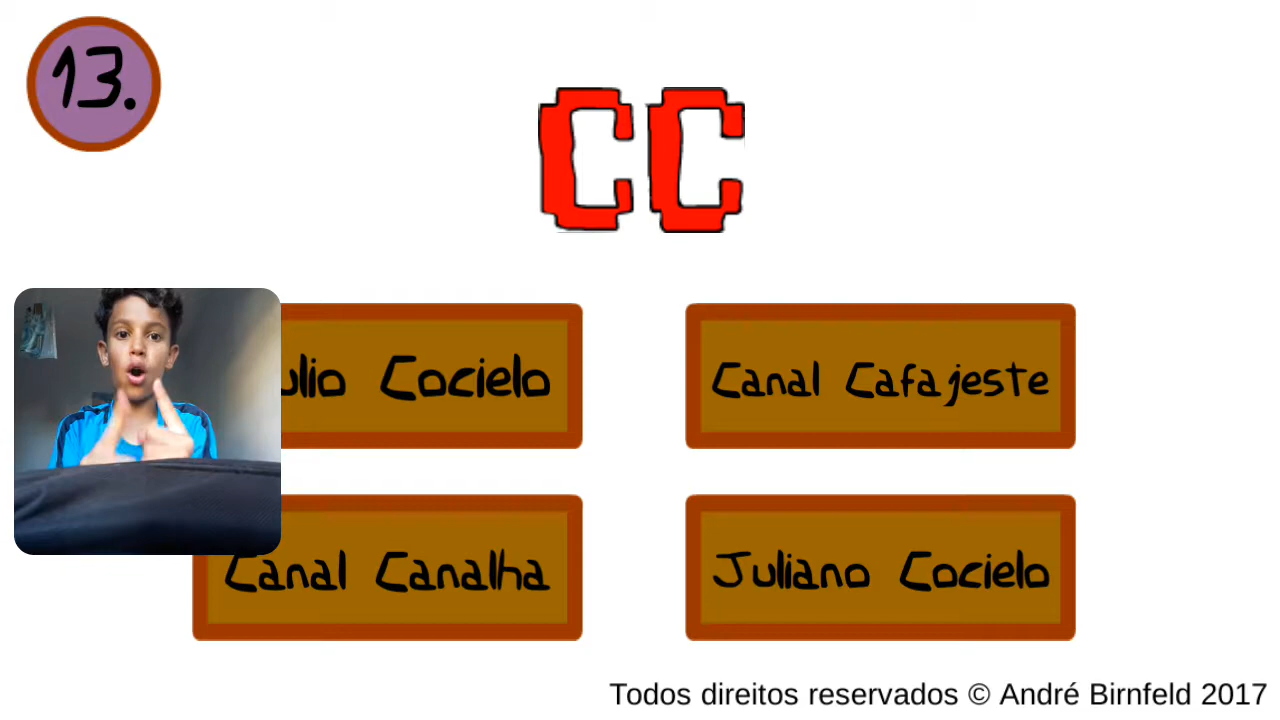 13.
CC
ulio Cocielo
Canal Cafajeste
Canal Canalha
Juliano Cocielo
Todos direitos reservados © André Birnfeld 2017